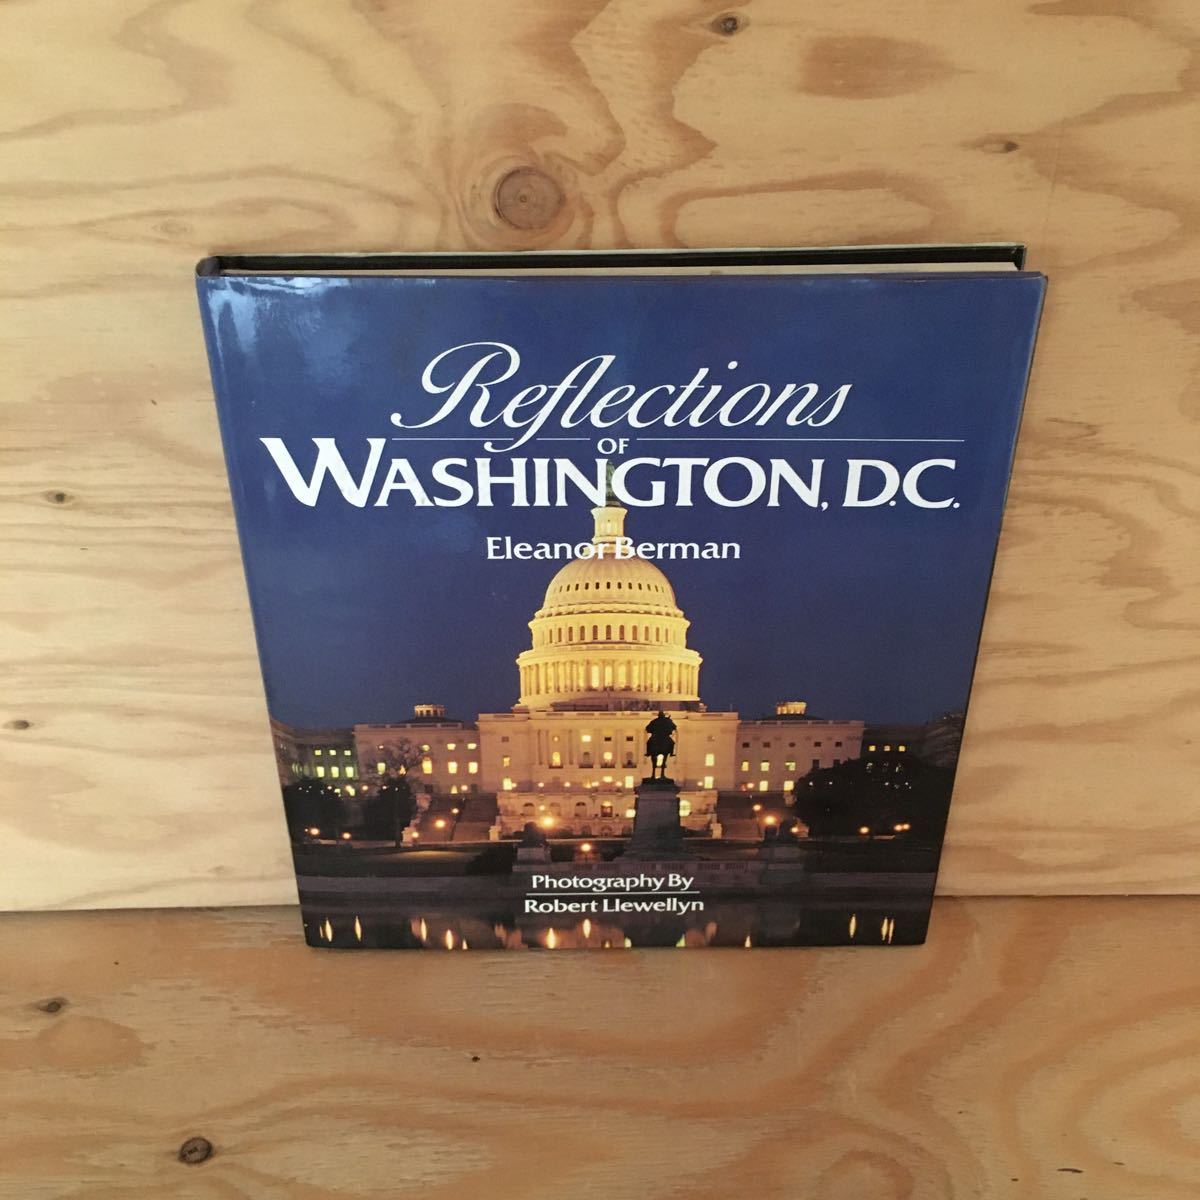 Reflections
OF
WASHINGTON, D.C.
Eleanor Berman
Photography By
Robert Llewellyn